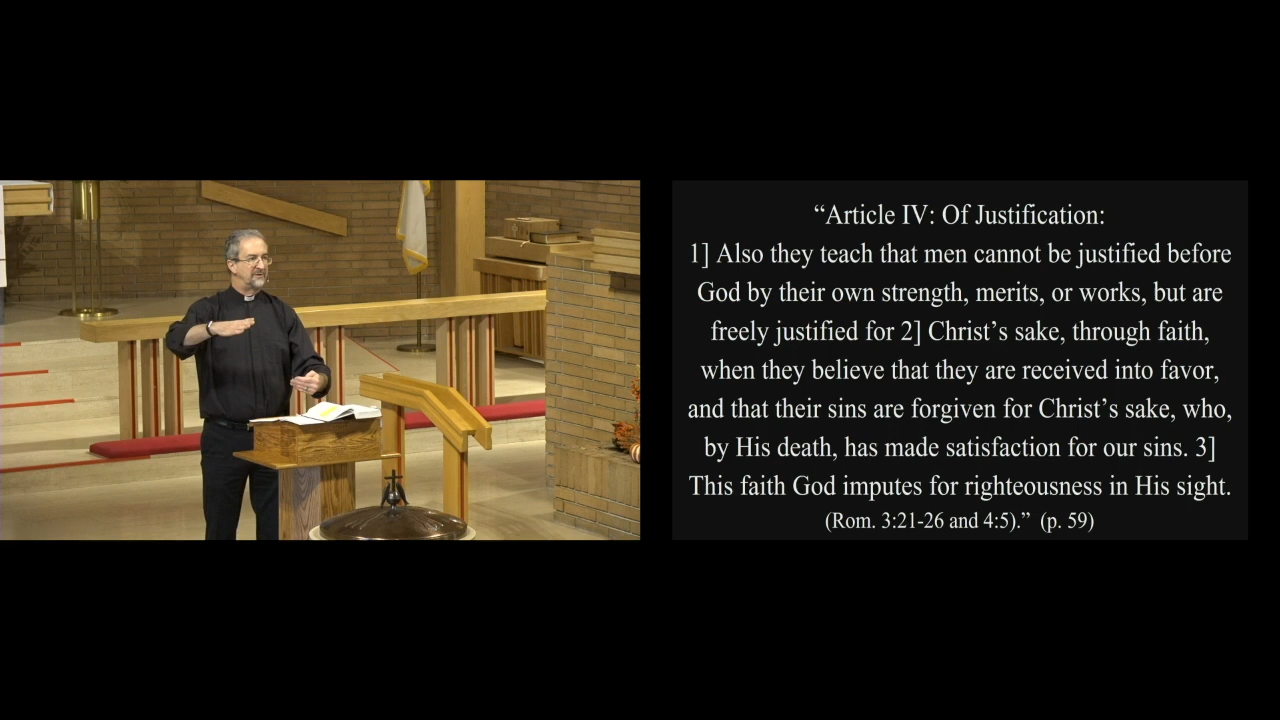 “Article IV: Of Justification:
1] Also they teach that men cannot be justified before
God by their own strength, merits, or works, but are
freely justified for 2] Christ’s sake, through faith,
when they believe that they are received into favor,
and that their sins are forgiven for Christ’s sake, who,
by His death, has made satisfaction for our sins. 3]
This faith God imputes for righteousness in His sight.
(Rom. 3:21-26 and 4:5).”  (p. 59)